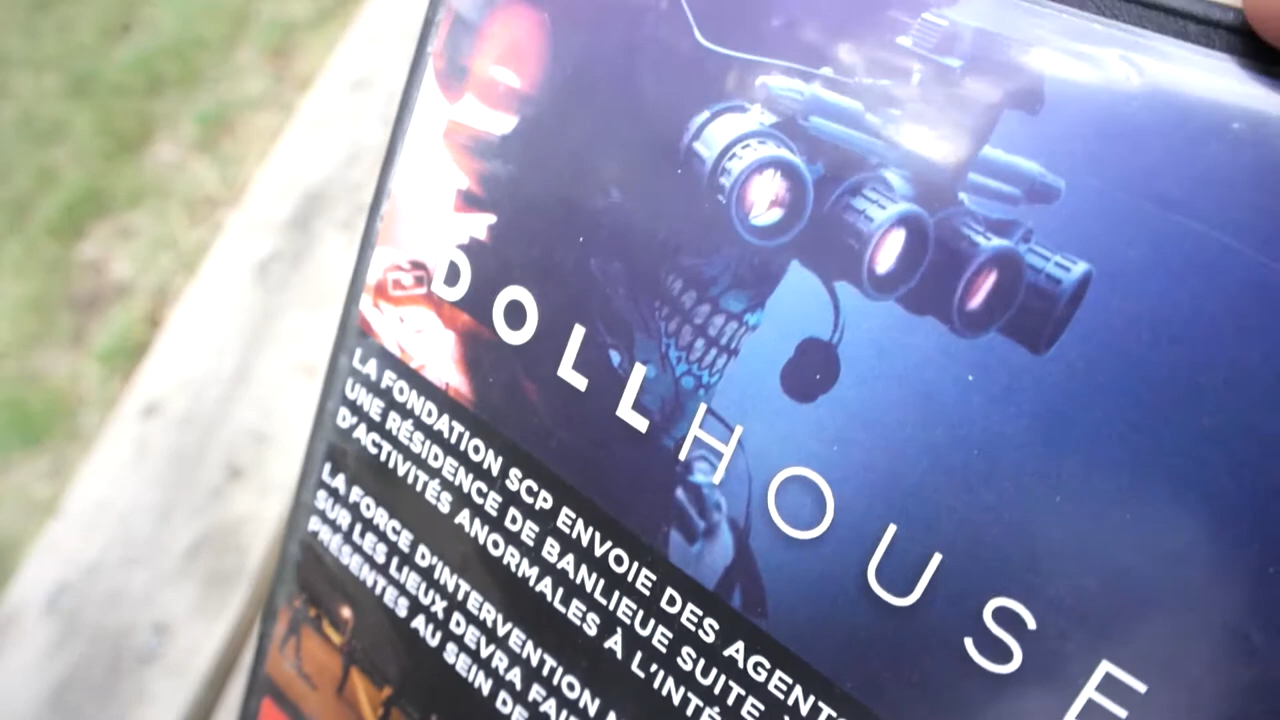 DOLLHOUSE
LA FONDATION SCP ENVOIE DES AGENTS
UNE RÉSIDENCE DE BANLIEUE SUITE
D'ACTIVITÉS ANORMALES À L'INTÉ
LA FORCE D'INTERVENTION
SUR LES LIEUX DEVRA FAI
PRÉSENTES AU SEIN DE